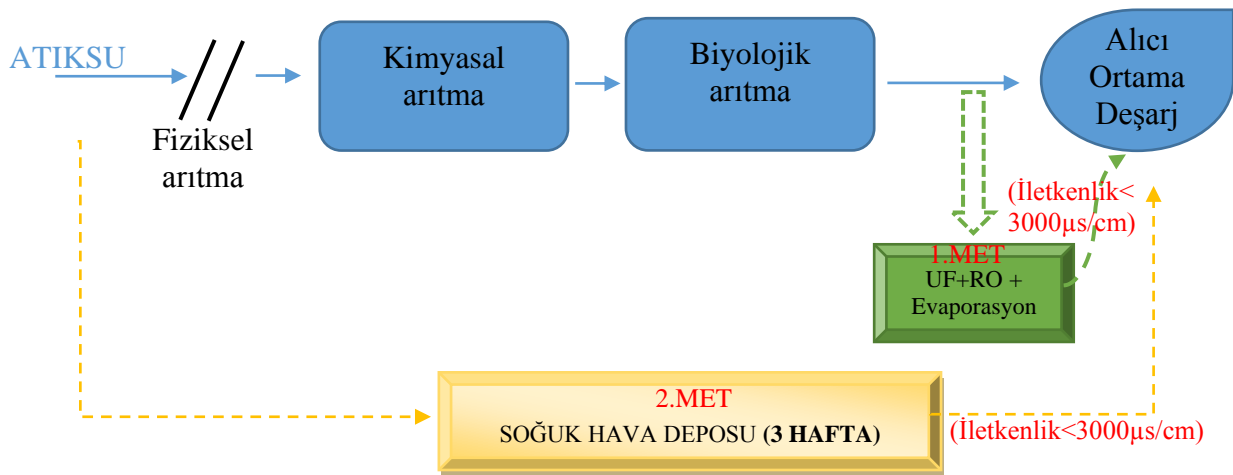 ATIKSU
Fiziksel
arıtma
Kimyasal
arıtma
Biyolojik
arıtma
Alıcı
Ortama
Deşarj
(İletkenlik<
3000µs/cm)
1.MET
UF+RO +
Evaporasyon
2.MET
SOĞUK HAVA DEPOSU (3 HAFTA)
(İletkenlik<3000µs/cm)